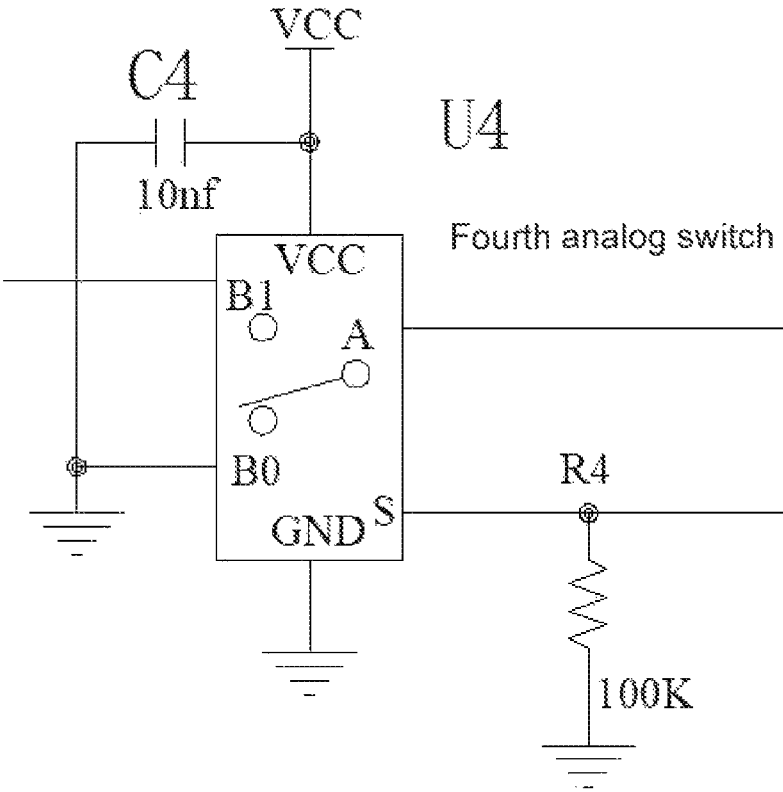 VCC
C4
U4
10nf
Fourth analog switch
VCC
B1
A
B0
R4
S
GND
100K